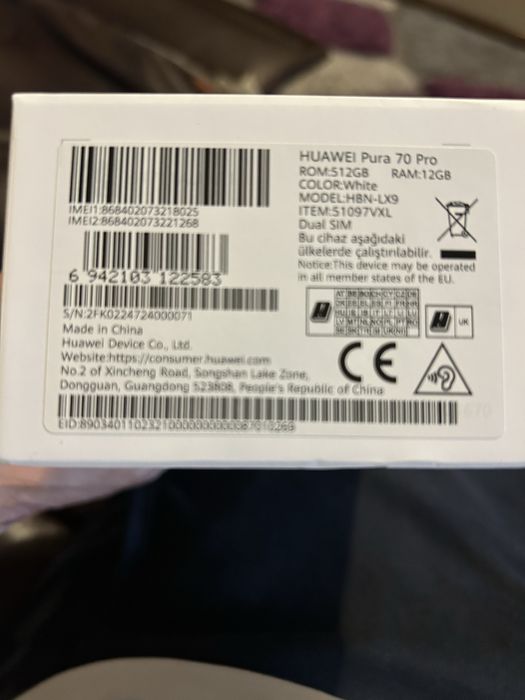 HUAWEI Pura 70 Pro
ROM:512GB RAM:12GB
COLOR:White
MODEL:HBN-LX9
ITEM:51097VXL
Dual SIM
Bu cihaz aşağıdaki
ülkelerde çalıştırılabilir.
Notice:This device may be operated
in all member states of the EU.
IMEI1:868402073218025
IMEI2:868402073221268
6 942103 122583
S/N:2FK0224724000071
Made in China
Huawei Device Co., Ltd.
Website:https://consumer.huawei.com
No.2 of Xincheng Road, Songshan Lake Zone,
Dongguan, Guangdong 523808, People's Republic of China
UK
CE
670